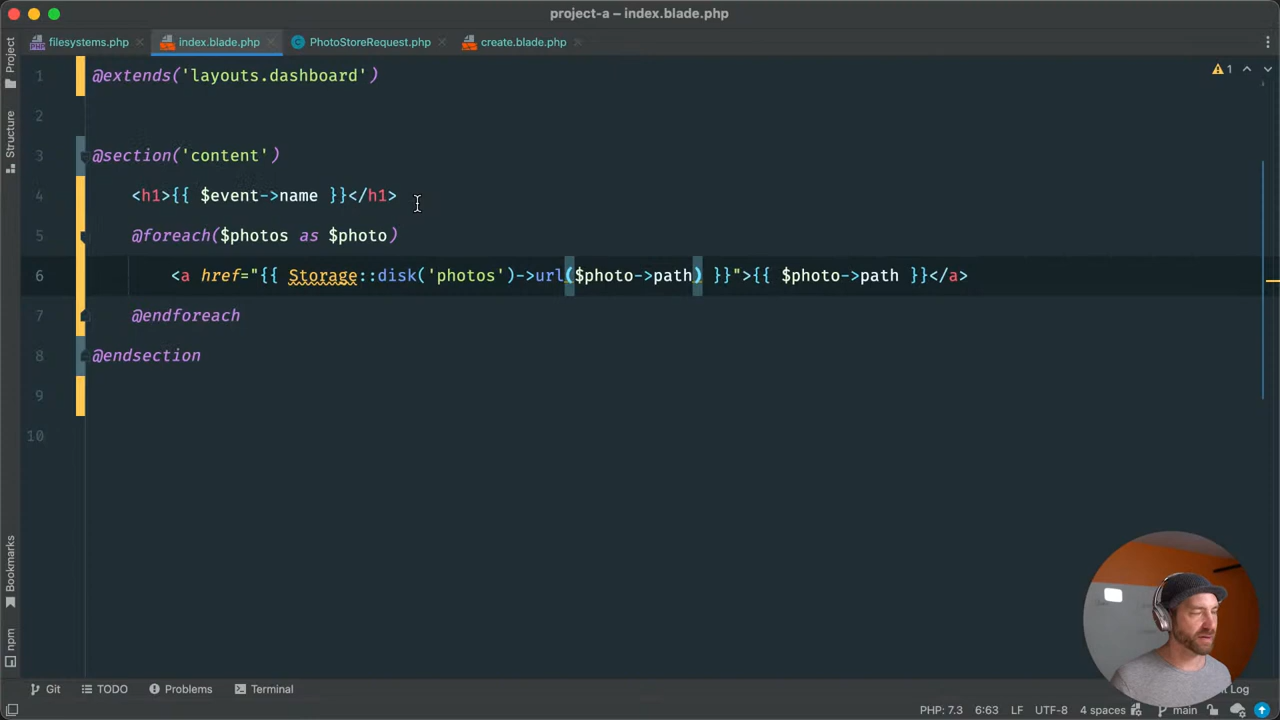 project-a – index.blade.php
filesystems.php
index.blade.php
PhotoStoreRequest.php
create.blade.php
Project
Structure
Bookmarks
npm
1 @extends('layouts.dashboard')
1
2
3 @section('content')
4 <h1>{{ $event->name }}</h1>
5 @foreach($photos as $photo)
6 <a href="{{ Storage::disk('photos')->url($photo->path) }}">{{ $photo->path }}</a>
7 @endforeach
8 @endsection
9
10
Git
TODO
Problems
Terminal
Log
PHP: 7.3
6:63
LF
UTF-8
4 spaces
main